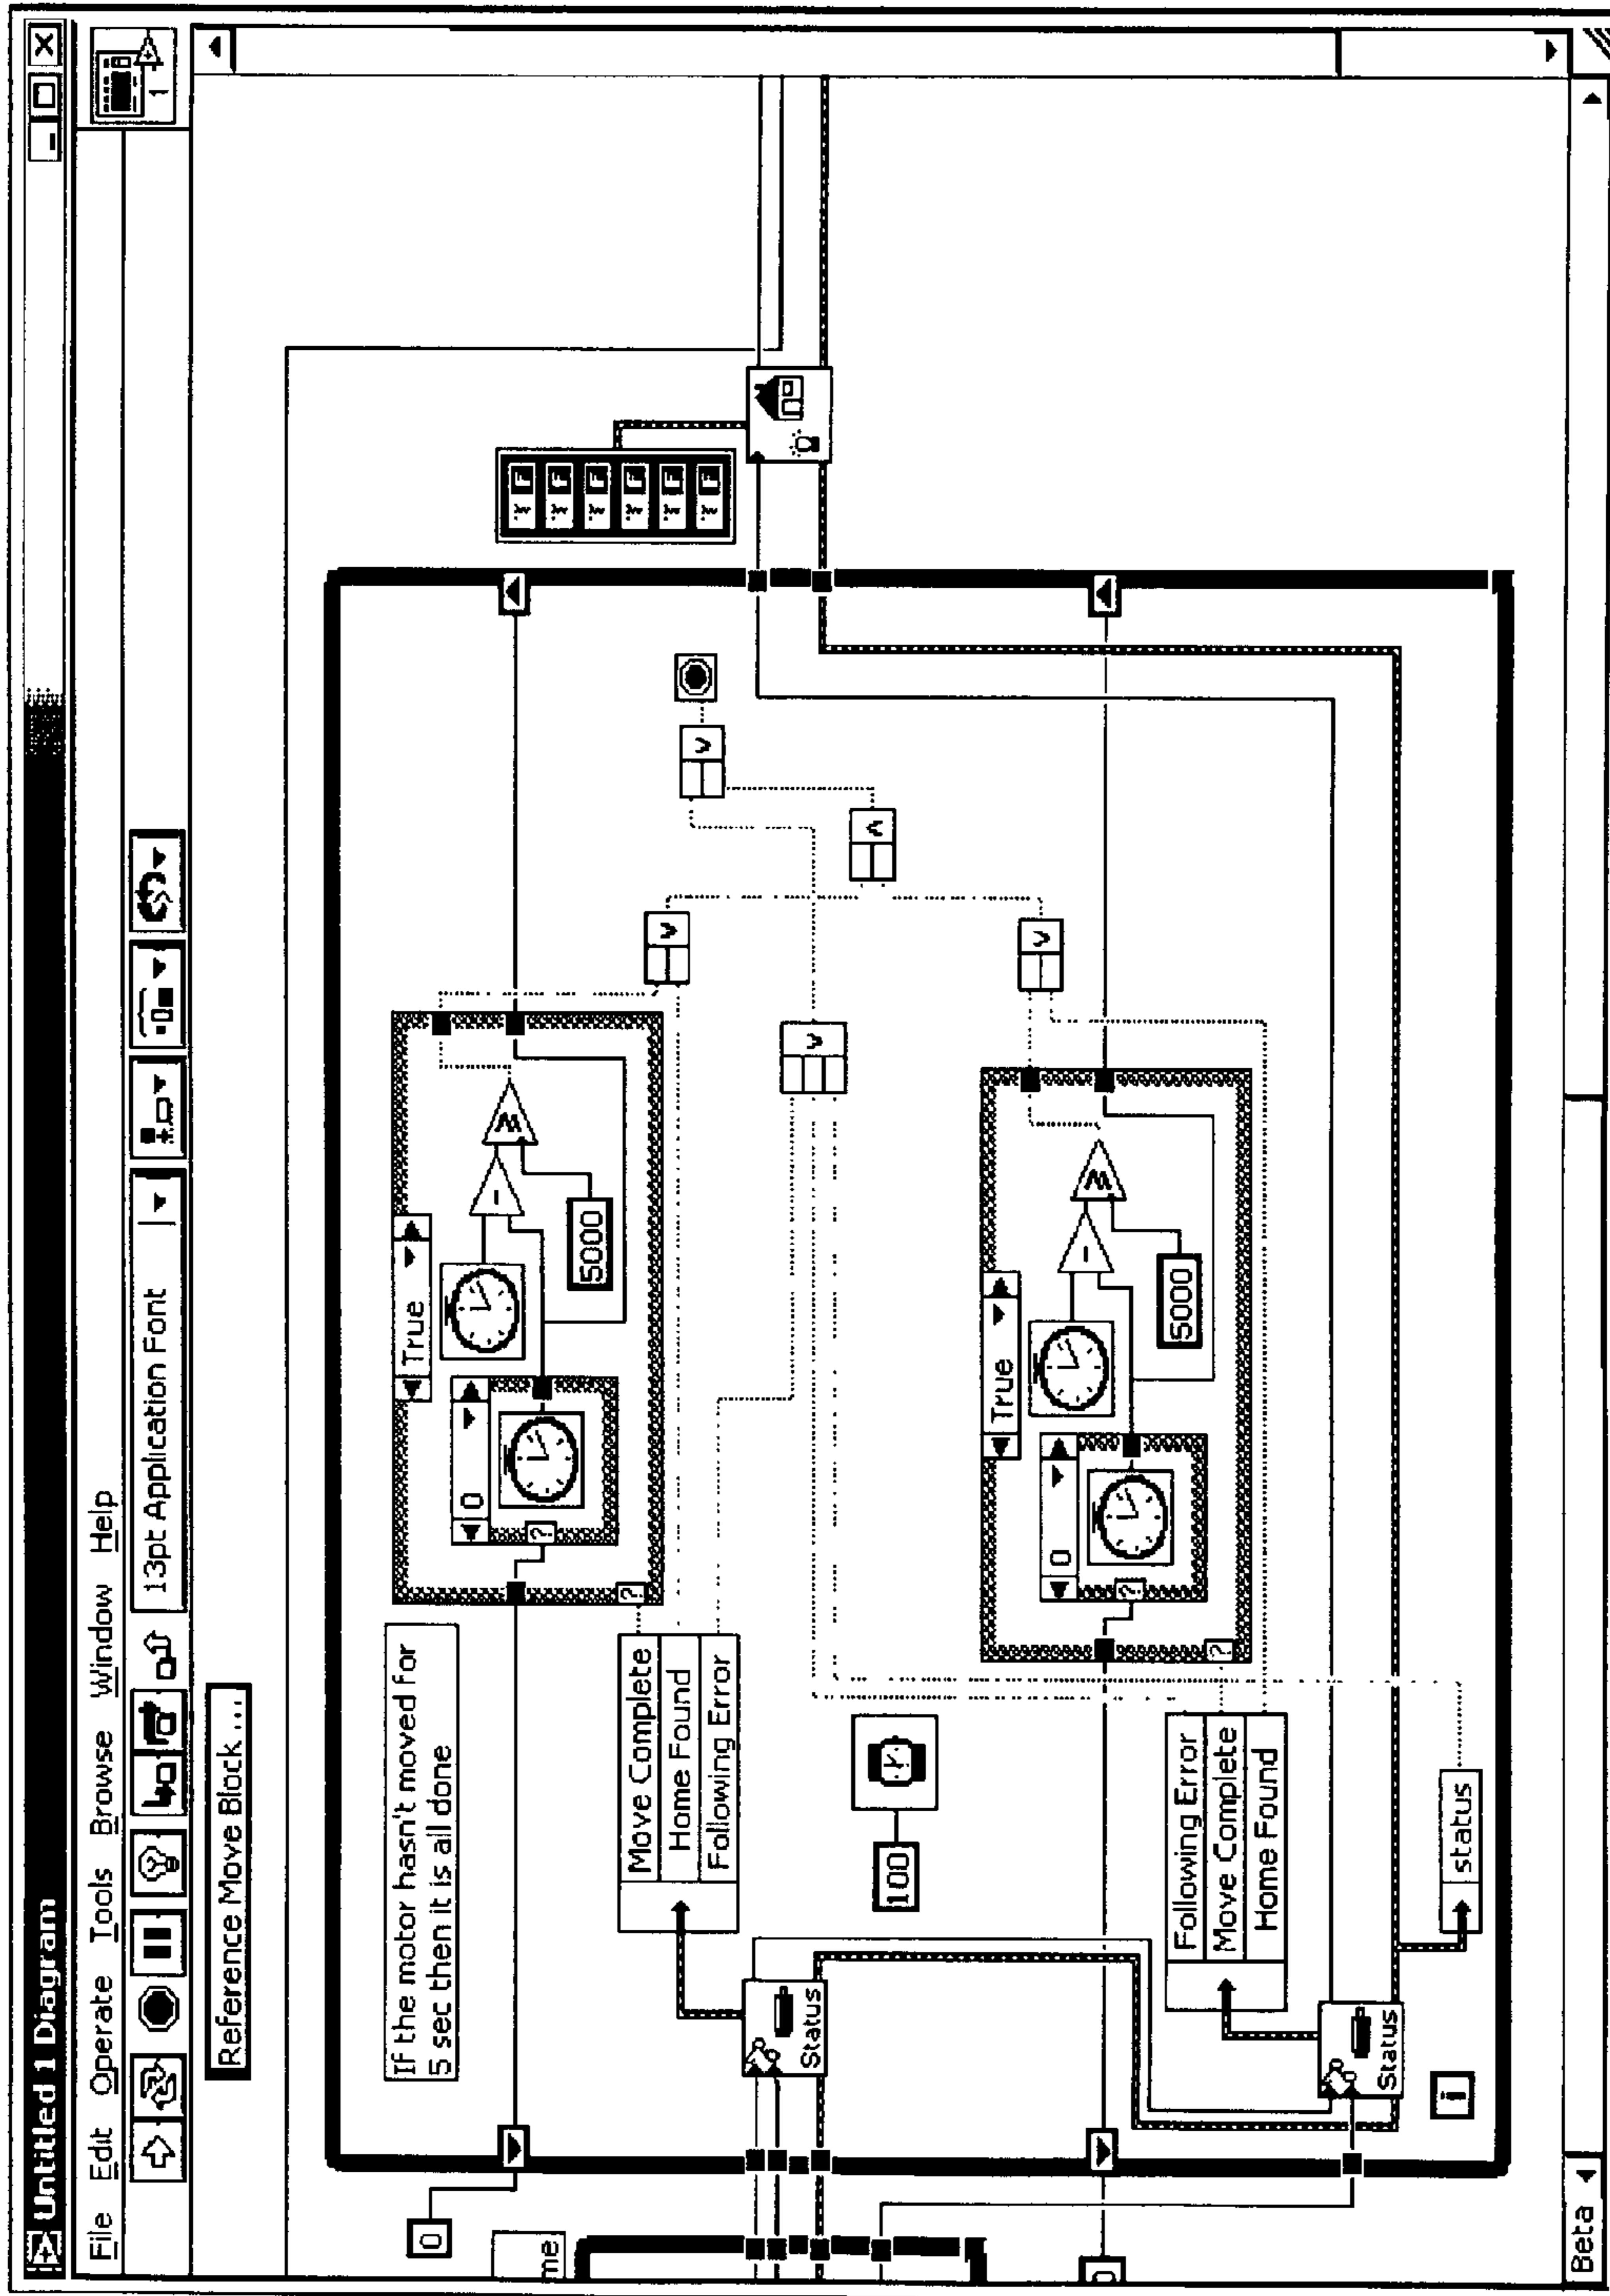 Untitled 1 Diagram
File Edit Operate Tools Browse Window Help
13pt Application Font
1
Reference Move Block ...
0
me
If the motor hasn't moved for
5 sec then it is all done
True
0
?
?
5000
Move Complete
Home Found
Following Error
Status
100
True
0
?
?
5000
Following Error
Move Complete
Home Found
Status
status
i
Beta